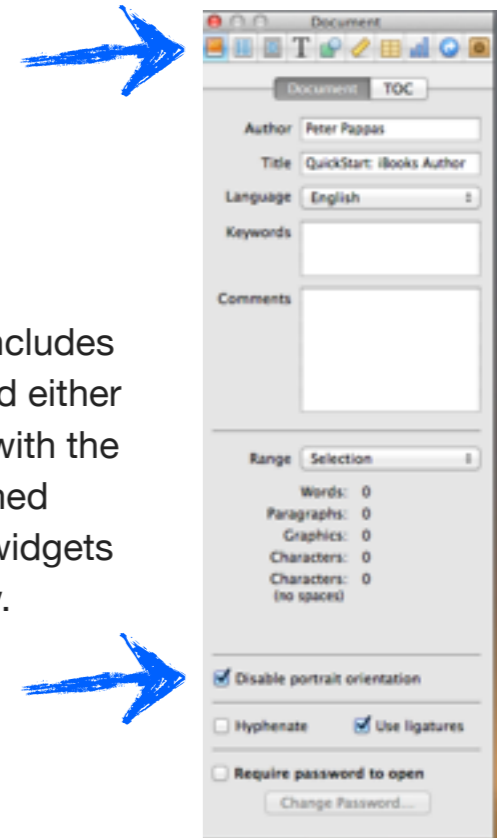 Document
Document TOC
Author Peter Pappas
Title QuickStart: iBooks Author
Language English
Keywords
Comments
ncludes
d either
with the
ned
widgets
.
Range Selection
Words: 0
Paragraphs: 0
Graphics: 0
Characters: 0
Characters: 0
(no spaces)
Disable portrait orientation
Hyphenate Use ligatures
Require password to open
Change Password...